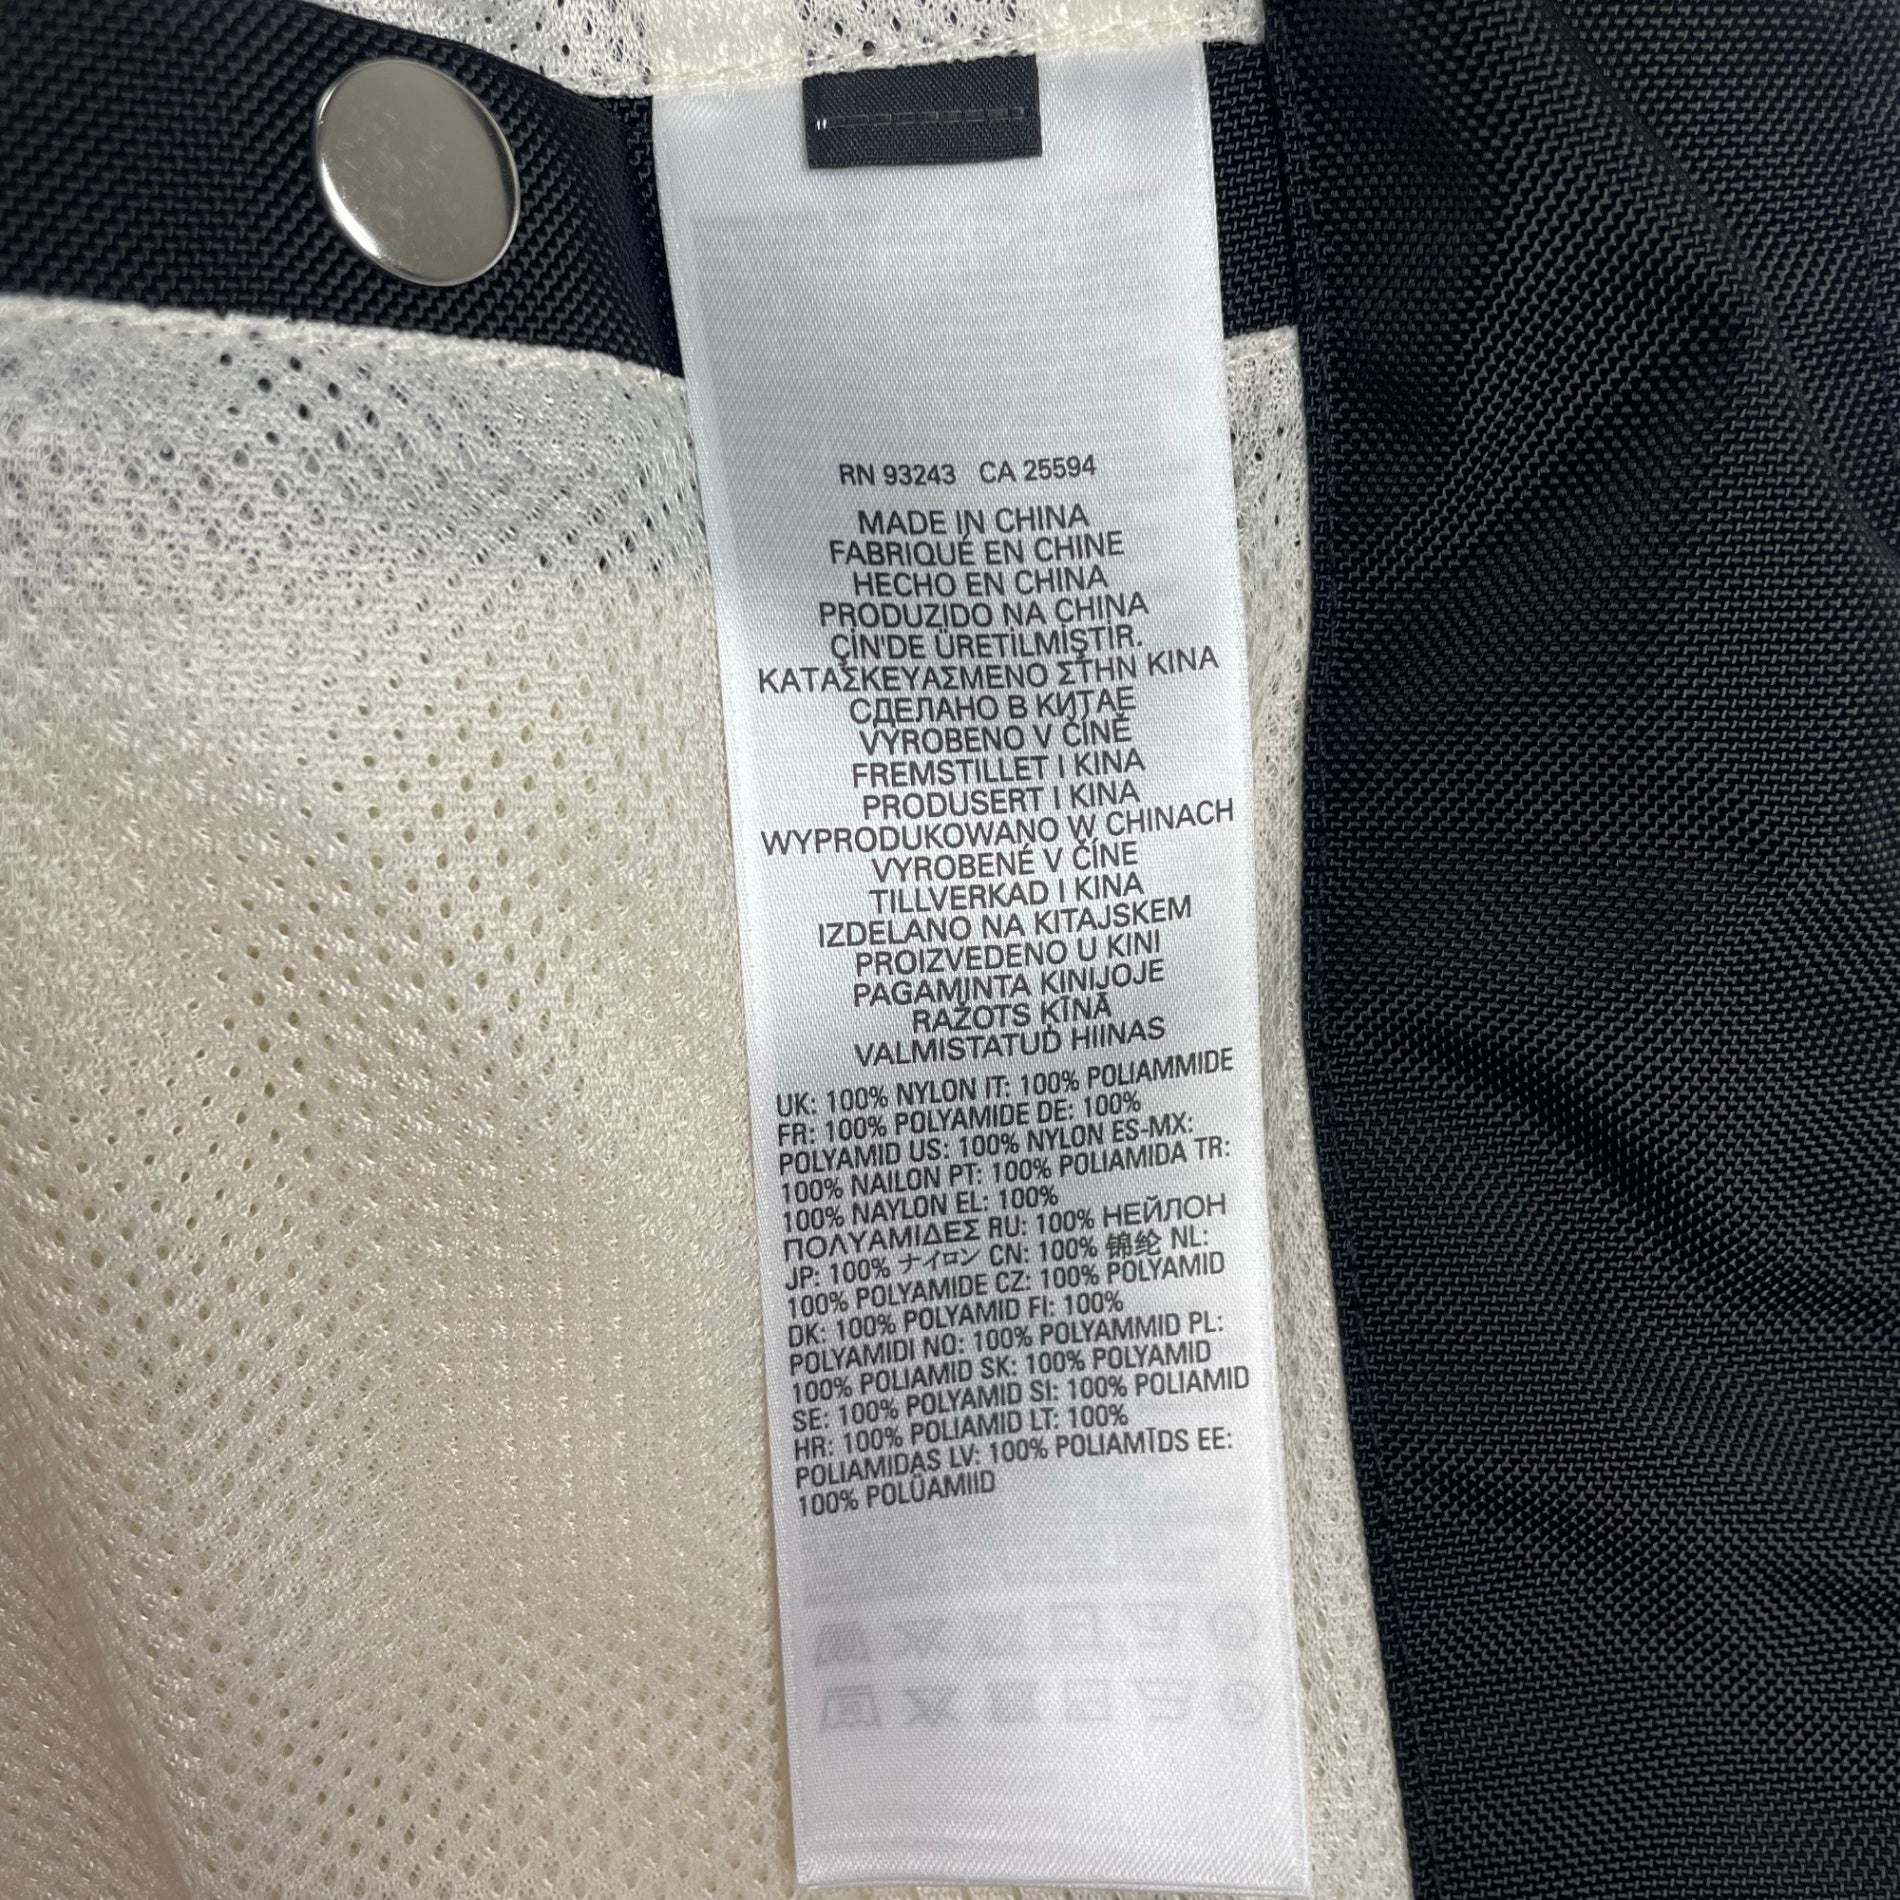 RN 93243 CA 25594
MADE IN CHINA
FABRIQUÉ EN CHINE
HECHO EN CHINA
PRODUZIDO NA CHINA
ÇİN'DE ÜRETİLMİŞTİR.
ΚΑΤΑΣΚΕΥΑΣΜΕΝΟ ΣΤΗΝ ΚΙΝΑ
СДЕЛАНО В КИТАЕ
VYROBENO V ČÍNĚ
FREMSTILLET I KINA
PRODUSERT I KINA
WYPRODUKOWANO W CHINACH
VYROBENÉ V ČÍNE
TILLVERKAD I KINA
IZDELANO NA KITAJSKEM
PROIZVEDENO U KINI
PAGAMINTA KINIJOJE
RAŽOTS ĶĪNĀ
VALMISTATUD HIINAS
UK: 100% NYLON IT: 100% POLIAMMIDE
FR: 100% POLYAMIDE DE: 100%
POLYAMID US: 100% NYLON ES-MX:
100% NAILON PT: 100% POLIAMIDA TR:
100% NAYLON EL: 100%
ΠΟΛΥΑΜΙΔΕΣ RU: 100% НЕЙЛОН
JP: 100% ナイロン CN: 100% 锦纶 NL:
100% POLYAMIDE CZ: 100% POLYAMID
DK: 100% POLYAMID FI: 100%
POLYAMIDI NO: 100% POLYAMMID PL:
100% POLIAMID SK: 100% POLYAMID
SE: 100% POLYAMID SI: 100% POLIAMID
HR: 100% POLIAMID LT: 100%
POLIAMIDAS LV: 100% POLIAMĪDS EE:
100% POLÜAMIID